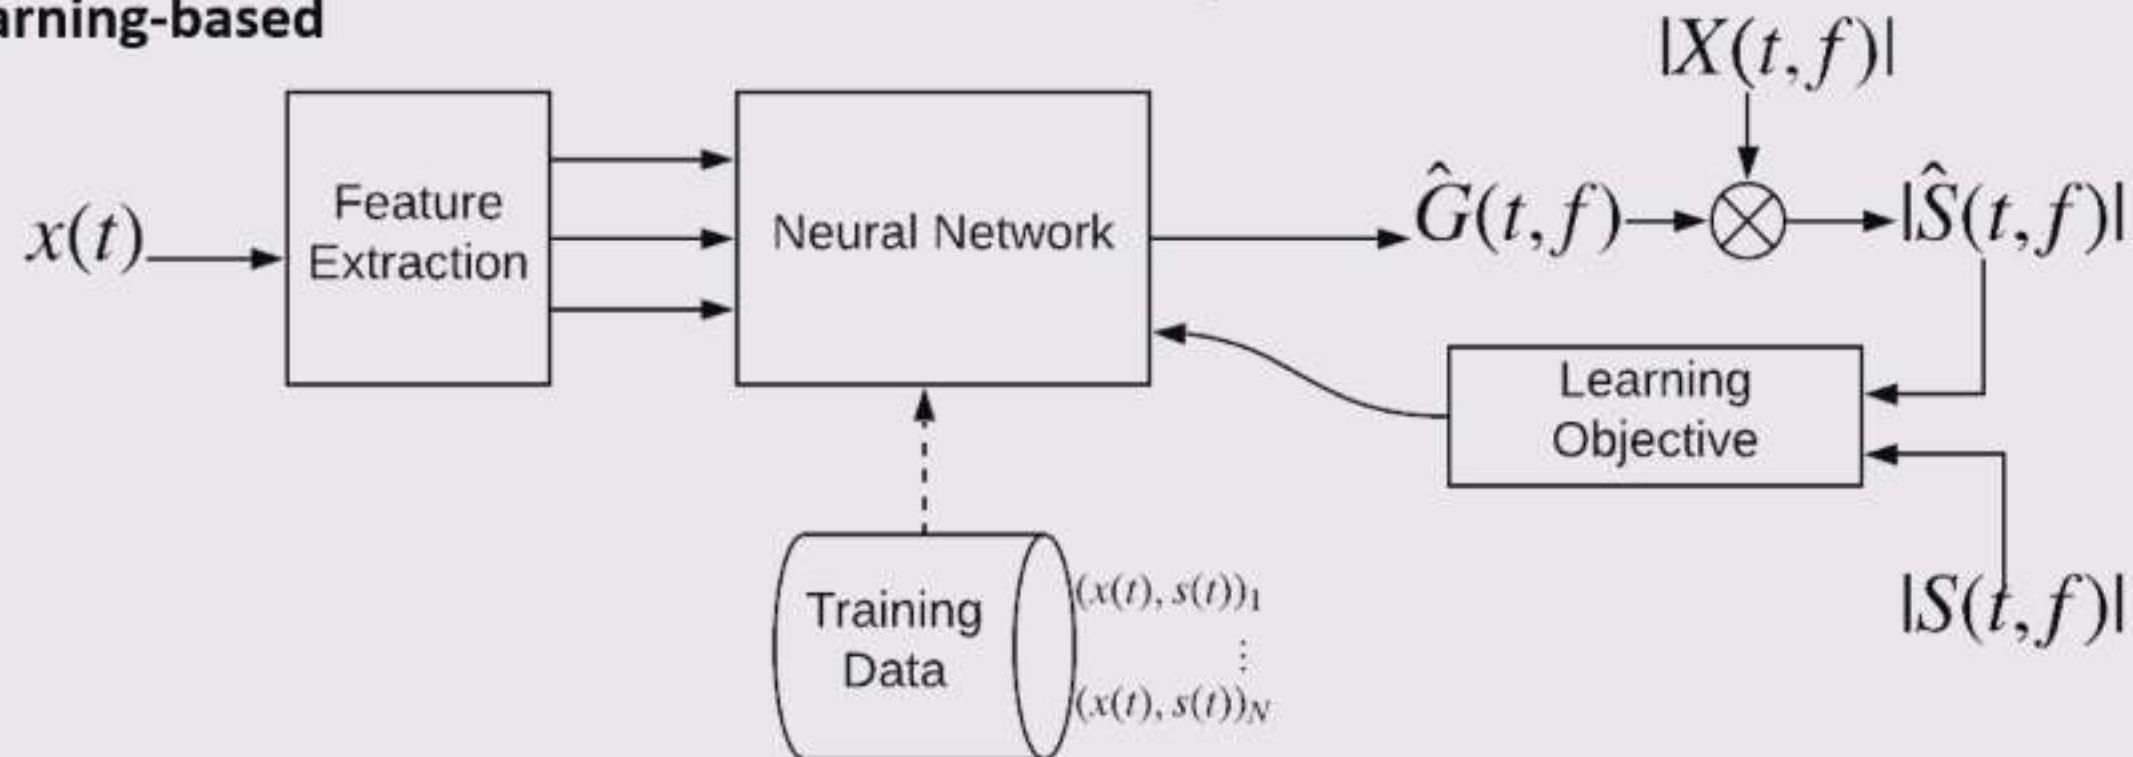 arning-based
|X(t,f)|
x(t)
Feature
Extraction
Neural Network
Ĝ(t,f)
|Ŝ(t,f)|
Learning
Objective
|S(t,f)|
Training
Data
(x(t), s(t))₁
⋮
(x(t), s(t))N